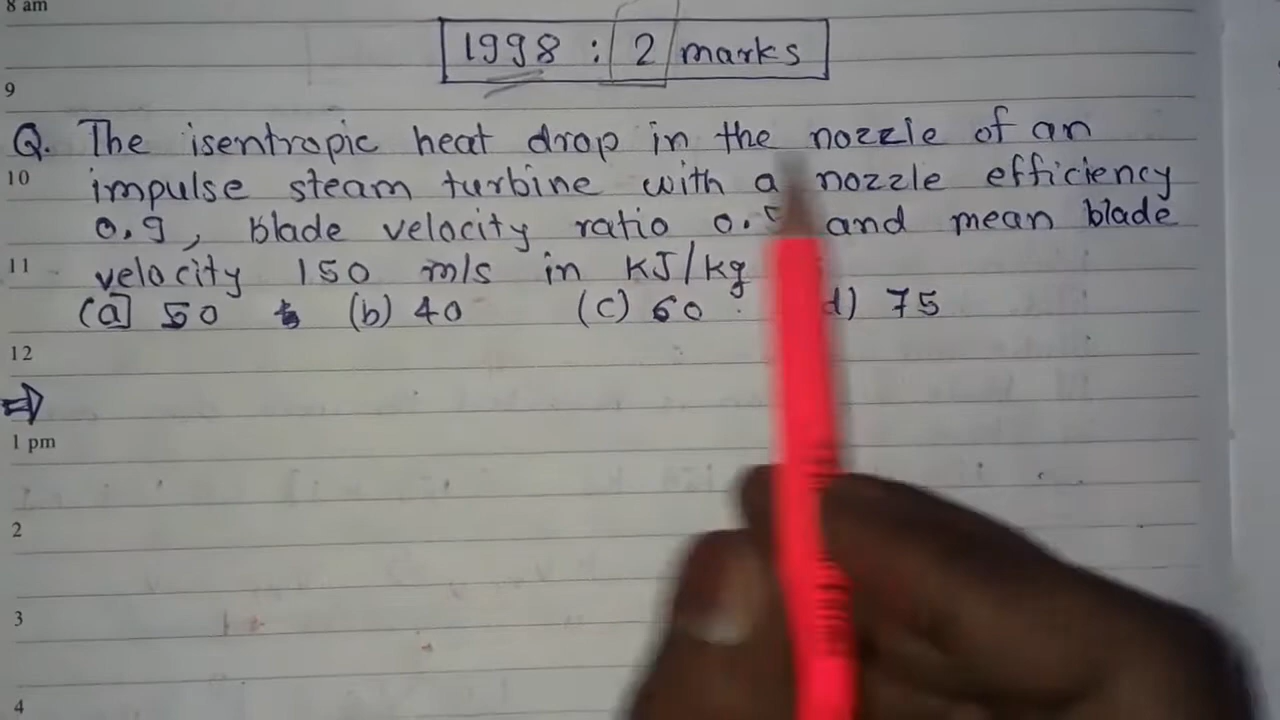 8 am
1998 : 2 marks
9
Q. The isentropic heat drop in the nozzle of an
10 impulse steam turbine with a nozzle efficiency
0.9, blade velocity ratio 0.5 and mean blade
11 velocity 150 m/s in KJ/kg
(a) 50 (b) 40 (c) 60 d) 75
12
⇒
1 pm
2
3
4